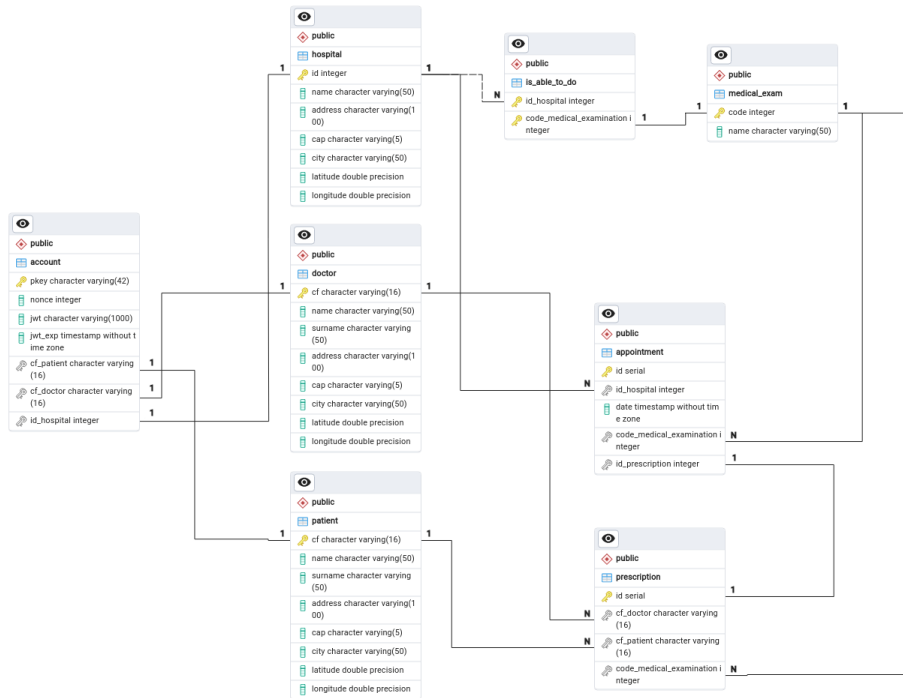 public
hospital
id integer
name character varying(50)
address character varying(1
00)
cap character varying(5)
city character varying(50)
latitude double precision
longitude double precision
1
1
N
public
is_able_to_do
id_hospital integer
code_medical_examination i
nteger
1
1
public
medical_exam
code integer
name character varying(50)
1
public
account
pkey character varying(42)
nonce integer
jwt character varying(1000)
jwt_exp timestamp without t
ime zone
cf_patient character varying
(16)
cf_doctor character varying
(16)
id_hospital integer
1
1
1
public
doctor
cf character varying(16)
name character varying(50)
surname character varying
(50)
address character varying(1
00)
cap character varying(5)
city character varying(50)
latitude double precision
longitude double precision
1
1
public
appointment
id serial
id_hospital integer
date timestamp without tim
e zone
code_medical_examination i
nteger
id_prescription integer
N
N
1
public
patient
cf character varying(16)
name character varying(50)
surname character varying
(50)
address character varying(1
00)
cap character varying(5)
city character varying(50)
latitude double precision
longitude double precision
1
1
public
prescription
id serial
cf_doctor character varying
(16)
cf_patient character varying
(16)
code_medical_examination i
nteger
1
N
N
N